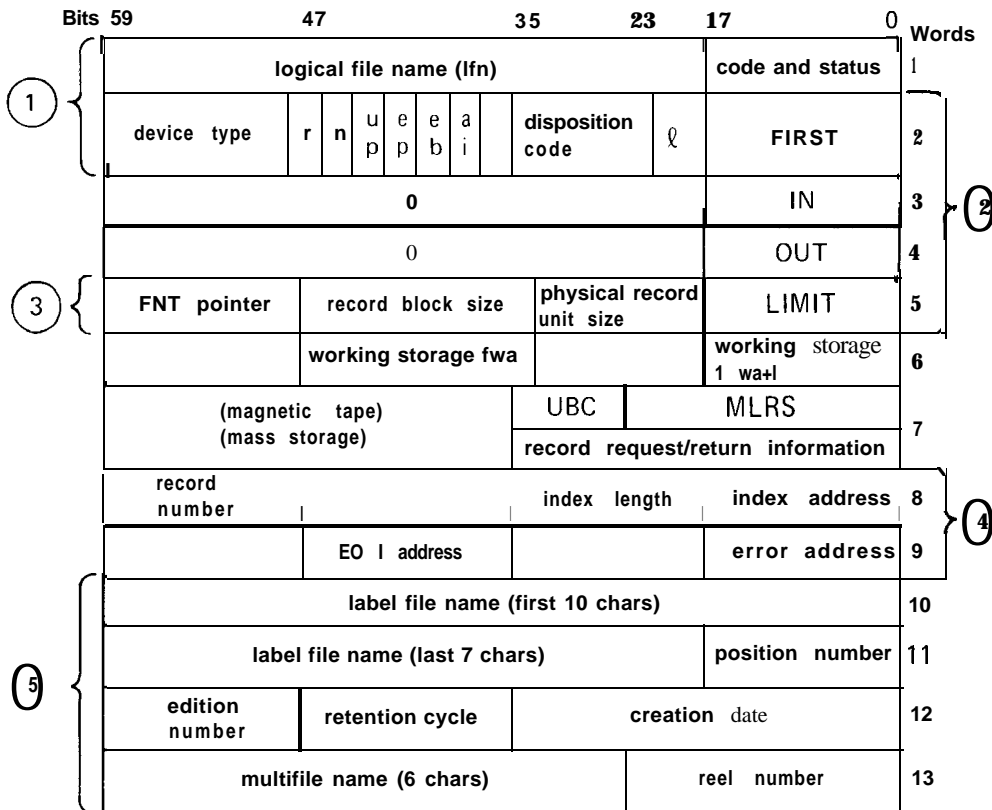 Bits 59 47 35 23 17 0 Words
logical file name (lfn) code and status 1
1
device type r n up ep eb ai disposition code ℓ FIRST 2
0 IN 3
2
0 OUT 4
3
FNT pointer record block size physical record unit size LIMIT 5
working storage fwa working storage 1 wa+l 6
(magnetic tape) UBC MLRS
(mass storage) 7
record request/return information
record number index length index address 8
4
EO I address error address 9
label file name (first 10 chars) 10
label file name (last 7 chars) position number 11
5
edition number retention cycle creation date 12
multifile name (6 chars) reel number 13